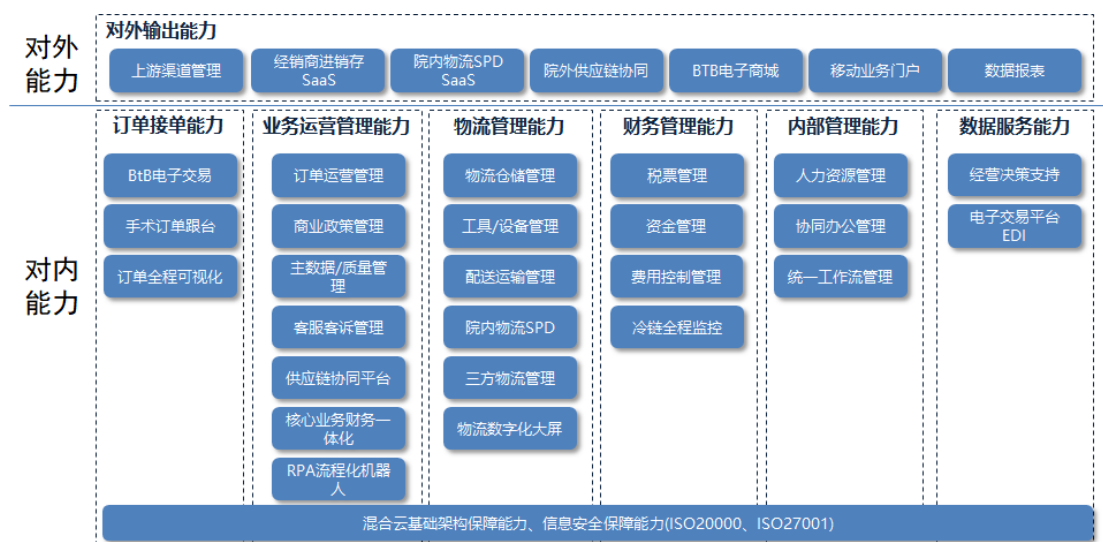 对外
能力
对外输出能力
上游渠道管理
经销商进销存
SaaS
院内物流SPD
SaaS
院外供应链协同
BTB电子商城
移动业务门户
数据报表
对内
能力
订单接单能力
BtB电子交易
手术订单跟台
订单全程可视化
业务运营管理能力
订单运营管理
商业政策管理
主数据/质量管
理
客服客诉管理
供应链协同平台
核心业务财务一
体化
RPA流程化机器
人
物流管理能力
物流仓储管理
工具/设备管理
配送运输管理
院内物流SPD
三方物流管理
物流数字化大屏
财务管理能力
税票管理
资金管理
费用控制管理
冷链全程监控
内部管理能力
人力资源管理
协同办公管理
统一工作流管理
数据服务能力
经营决策支持
电子交易平台
EDI
混合云基础架构保障能力、信息安全保障能力(ISO20000、ISO27001)